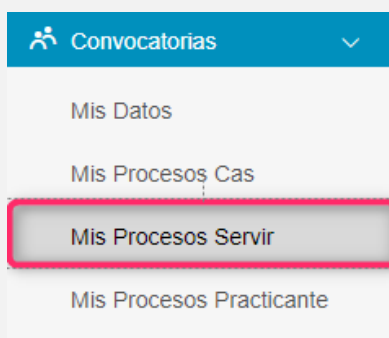 Convocatorias
Mis Datos
Mis Procesos Cas
Mis Procesos Servir
Mis Procesos Practicante